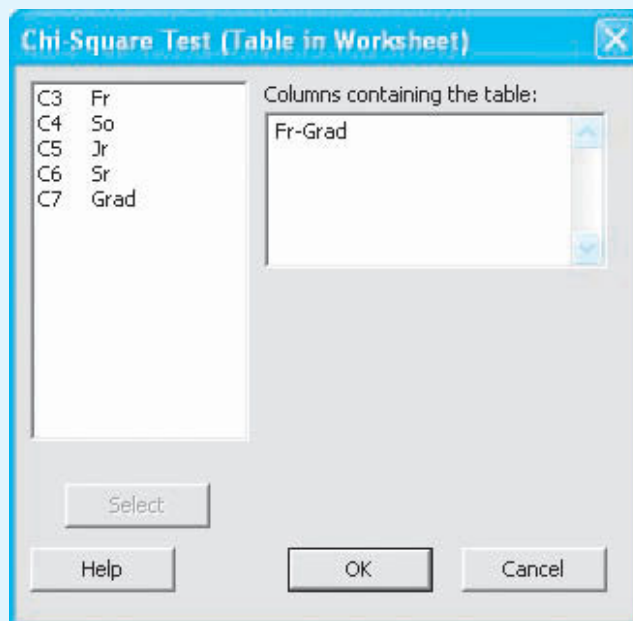 Chi-Square Test (Table in Worksheet)
C3 Fr
C4 So
C5 Jr
C6 Sr
C7 Grad
Columns containing the table:
Fr-Grad
Select
Help
OK
Cancel